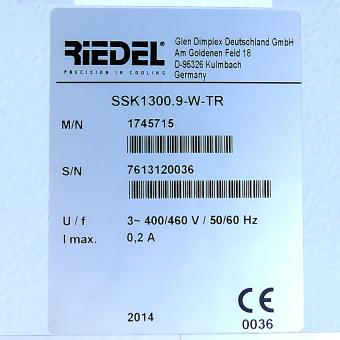 RIEDEL
PRECISION IN COOLING
Glen Dimplex Deutschland GmbH
Am Goldenen Feld 18
D-95326 Kulmbach
Germany
SSK1300.9-W-TR
M/N 1745715
S/N 7613120036
U / f 3~ 400/460 V / 50/60 Hz
I max. 0,2 A
2014
CE
0036